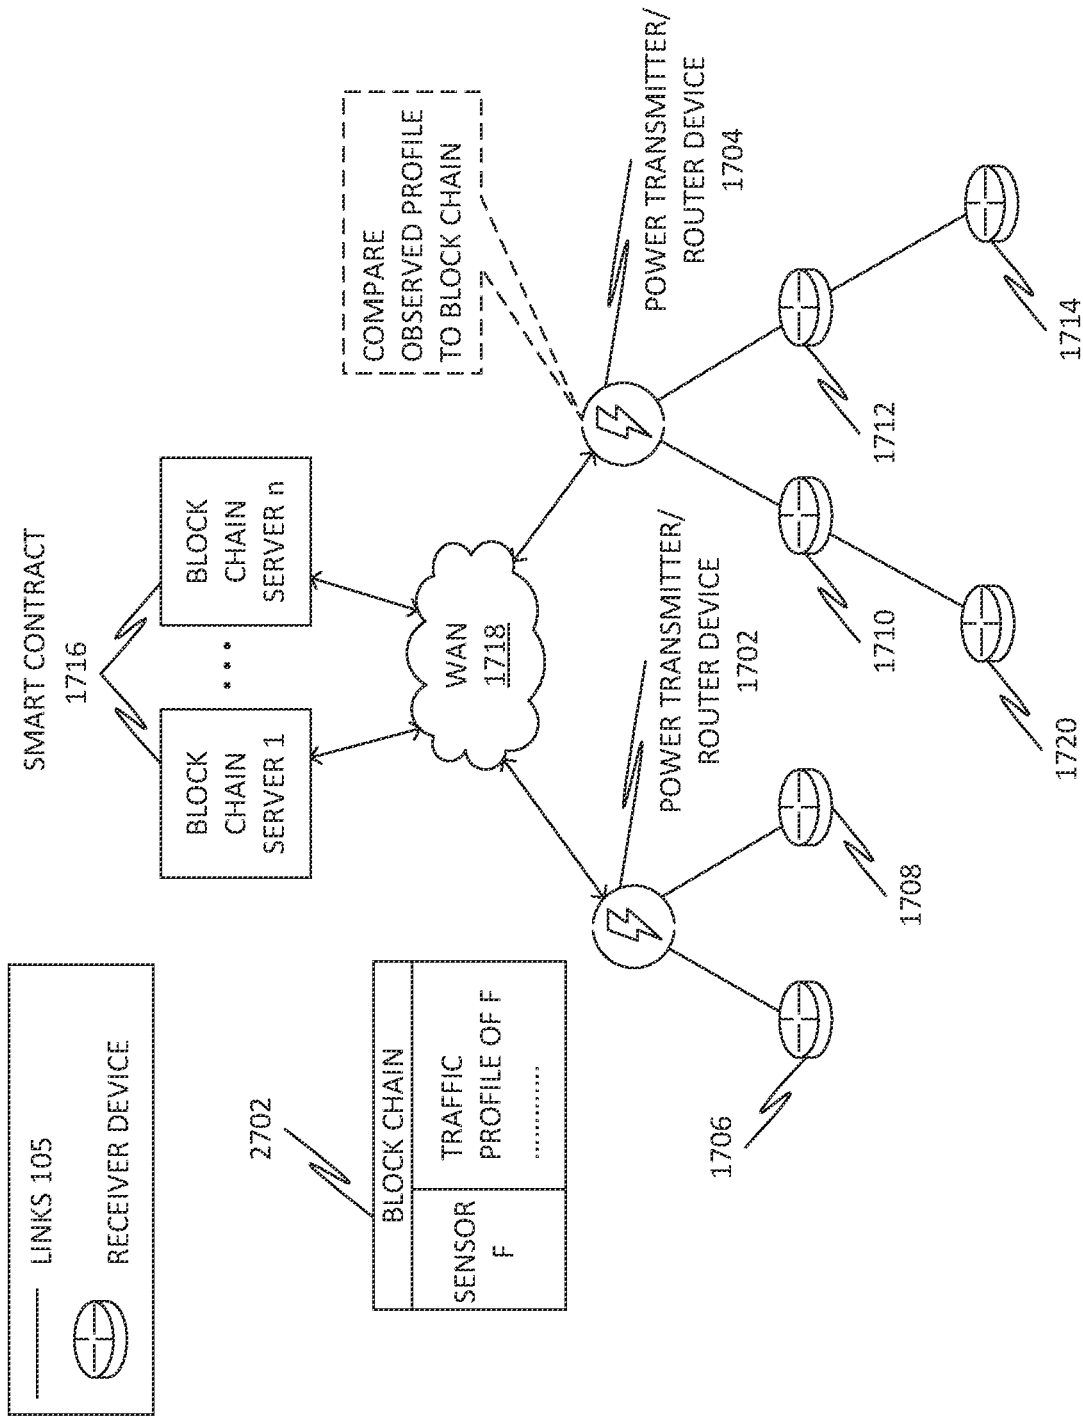 LINKS 105
RECEIVER DEVICE
SMART CONTRACT
1716
BLOCK
CHAIN
SERVER 1
BLOCK
CHAIN
SERVER n
2702
BLOCK CHAIN
SENSOR
F
TRAFFIC
PROFILE OF F
..........
WAN
1718
COMPARE
OBSERVED PROFILE
TO BLOCK CHAIN
POWER TRANSMITTER/
ROUTER DEVICE
1702
POWER TRANSMITTER/
ROUTER DEVICE
1704
1706
1708
1710
1712
1720
1714